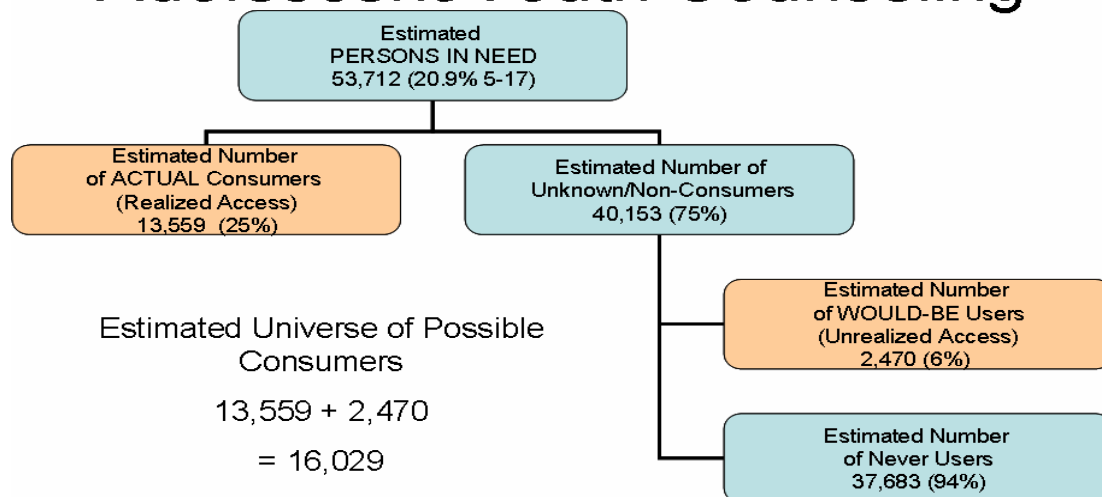 Adolescent Youth Counseling
Estimated
PERSONS IN NEED
53,712 (20.9% 5-17)
Estimated Number
of ACTUAL Consumers
(Realized Access)
13,559 (25%)
Estimated Number of
Unknown/Non-Consumers
40,153 (75%)
Estimated Number
of WOULD-BE Users
(Unrealized Access)
2,470 (6%)
Estimated Number
of Never Users
37,683 (94%)
Estimated Universe of Possible
Consumers
13,559 + 2,470
= 16,029